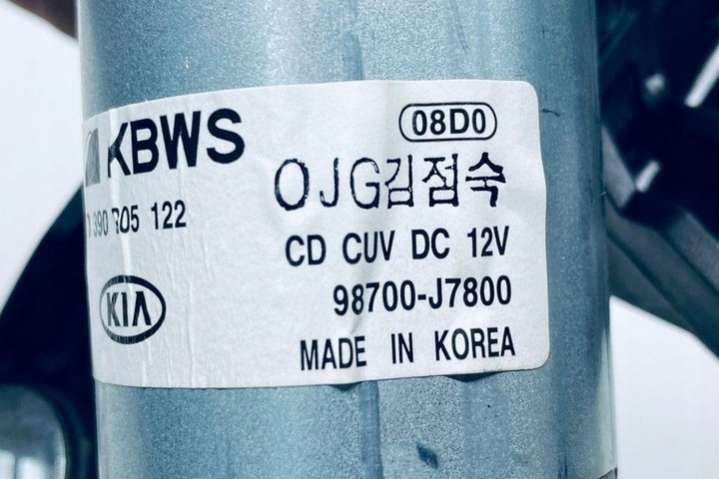 KBWS
08D0
OJG김점숙
390 305 122
CD CUV DC 12V
98700-J7800
KIA
MADE IN KOREA